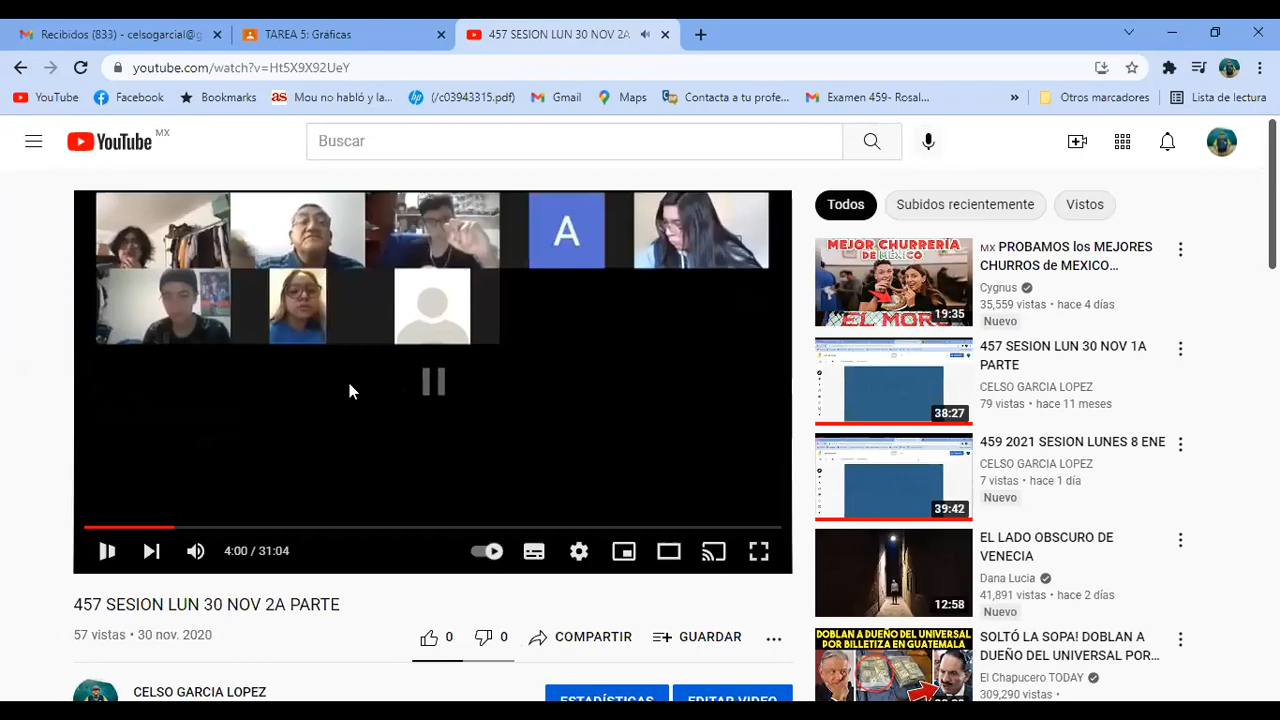 Recibidos (833) - celsogarcial@g
TAREA 5: Gráficas
457 SESION LUN 30 NOV 2A
youtube.com/watch?v=Ht5X9X92UeY
YouTube
Facebook
Bookmarks
as
Mou no habló y la...
hp
(/c03943315.pdf)
Gmail
Maps
Contacta a tu profe...
Examen 459- Rosal...
»
Otros marcadores
Lista de lectura
YouTube MX
Buscar
A
4:00 / 31:04
457 SESION LUN 30 NOV 2A PARTE
57 vistas • 30 nov. 2020
0
0
COMPARTIR
GUARDAR
CELSO GARCIA LOPEZ
ESTADÍSTICAS
EDITAR VIDEO
Todos
Subidos recientemente
Vistos
MEJOR CHURRERÍA
DE MÉXICO
EL MORO
19:35
MX PROBAMOS los MEJORES
CHURROS de MEXICO...
Cygnus
35,559 vistas • hace 4 días
Nuevo
38:27
457 SESION LUN 30 NOV 1A
PARTE
CELSO GARCIA LOPEZ
79 vistas • hace 11 meses
39:42
459 2021 SESION LUNES 8 ENE
CELSO GARCIA LOPEZ
7 vistas • hace 1 día
Nuevo
12:58
EL LADO OBSCURO DE
VENECIA
Dana Lucia
41,891 vistas • hace 2 días
Nuevo
DOBLAN A DUEÑO DEL UNIVERSAL
POR BILLETIZA EN GUATEMALA
SOLTÓ LA SOPA! DOBLAN A
DUEÑO DEL UNIVERSAL POR...
El Chapucero TODAY
309,290 vistas •